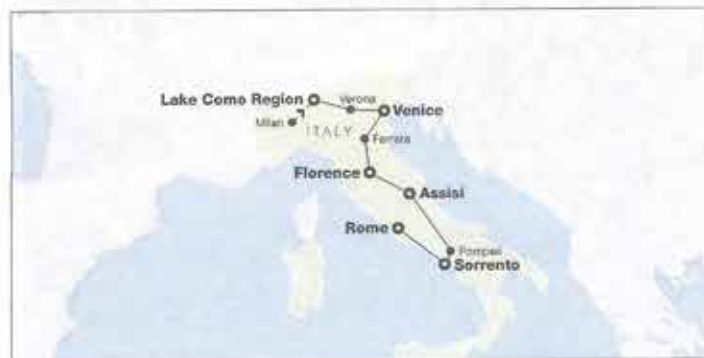 Lake Como Region
Verona
Venice
Milan
ITALY
Ferrara
Florence
Assisi
Rome
Pompeii
Sorrento